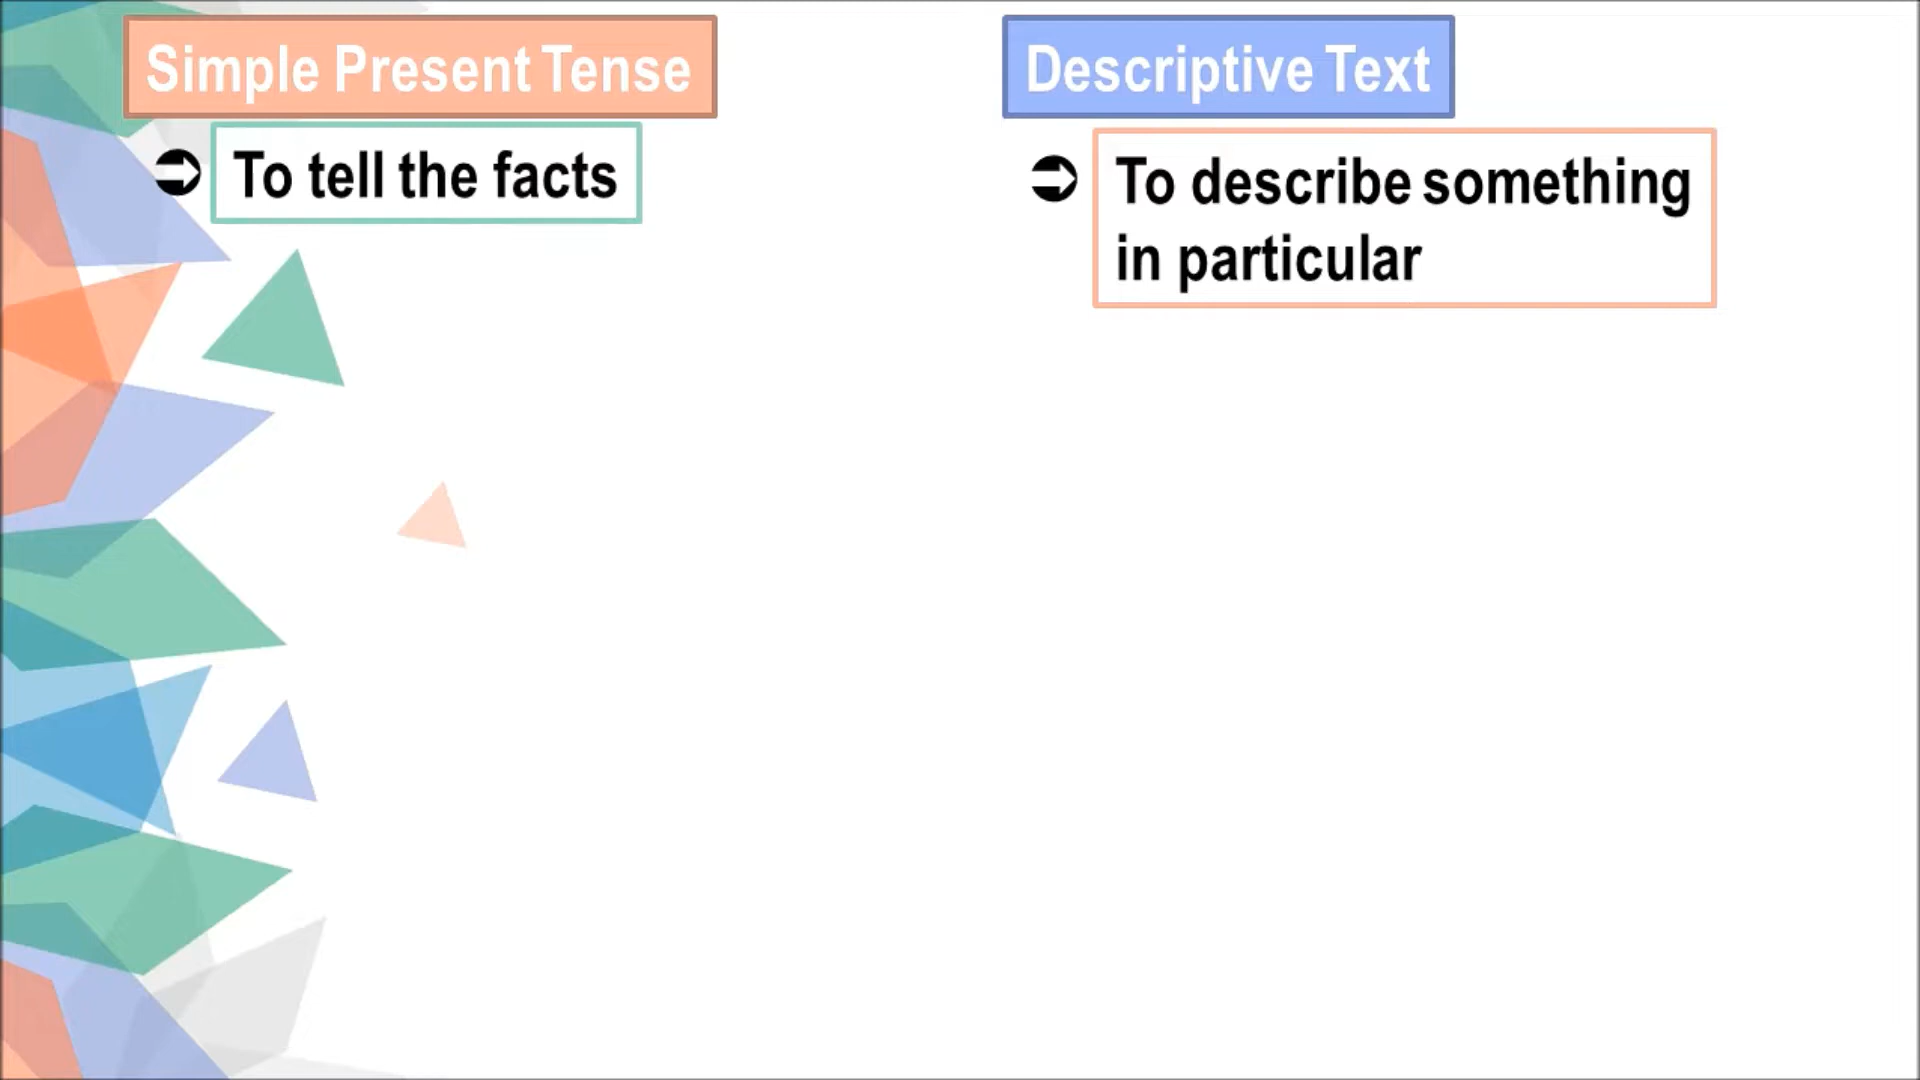 Simple Present Tense
To tell the facts
Descriptive Text
To describe something
in particular